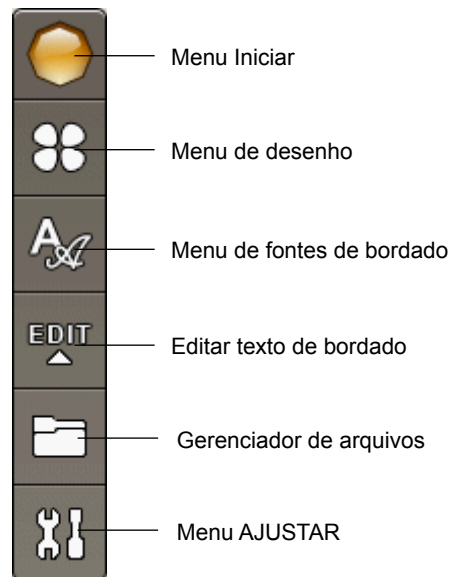 Menu Iniciar
Menu de desenho
A A
Menu de fontes de bordado
EDIT
Editar texto de bordado
Gerenciador de arquivos
Menu AJUSTAR